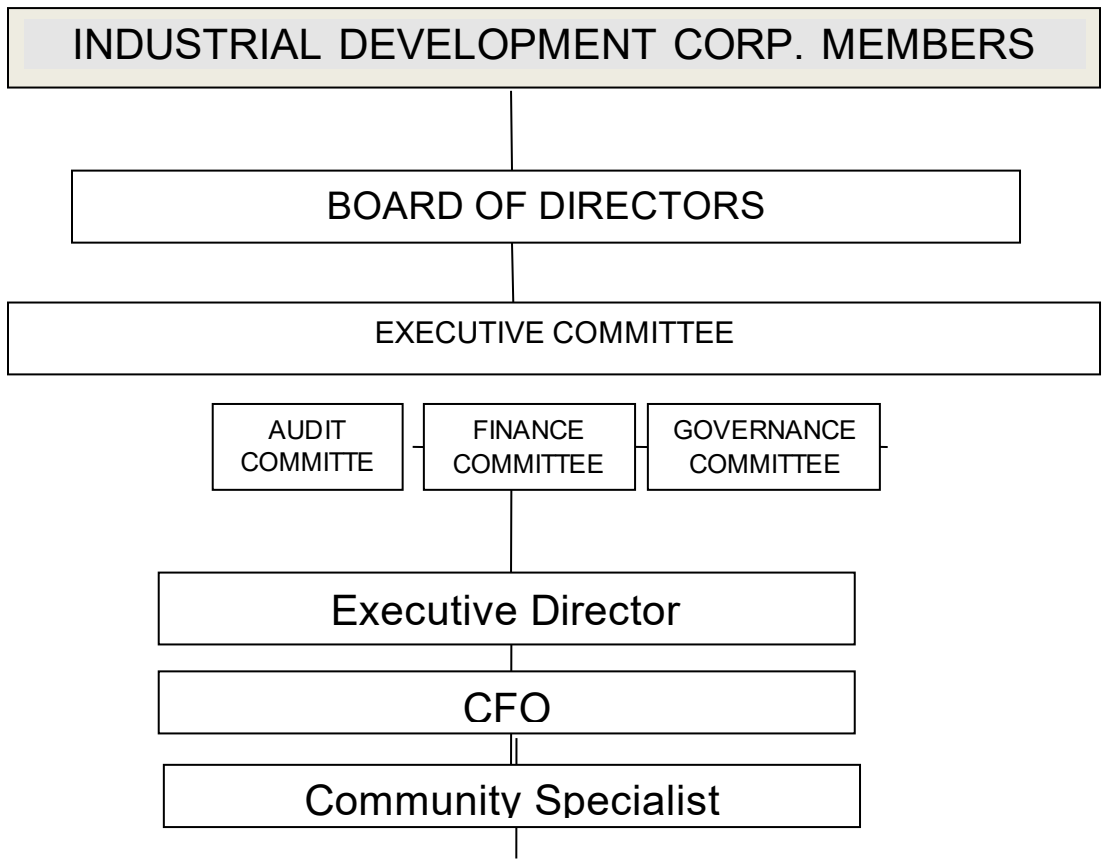 INDUSTRIAL DEVELOPMENT CORP. MEMBERS
BOARD OF DIRECTORS
EXECUTIVE COMMITTEE
AUDIT
COMMITTE
FINANCE
COMMITTEE
GOVERNANCE
COMMITTEE
Executive Director
CFO
Community Specialist